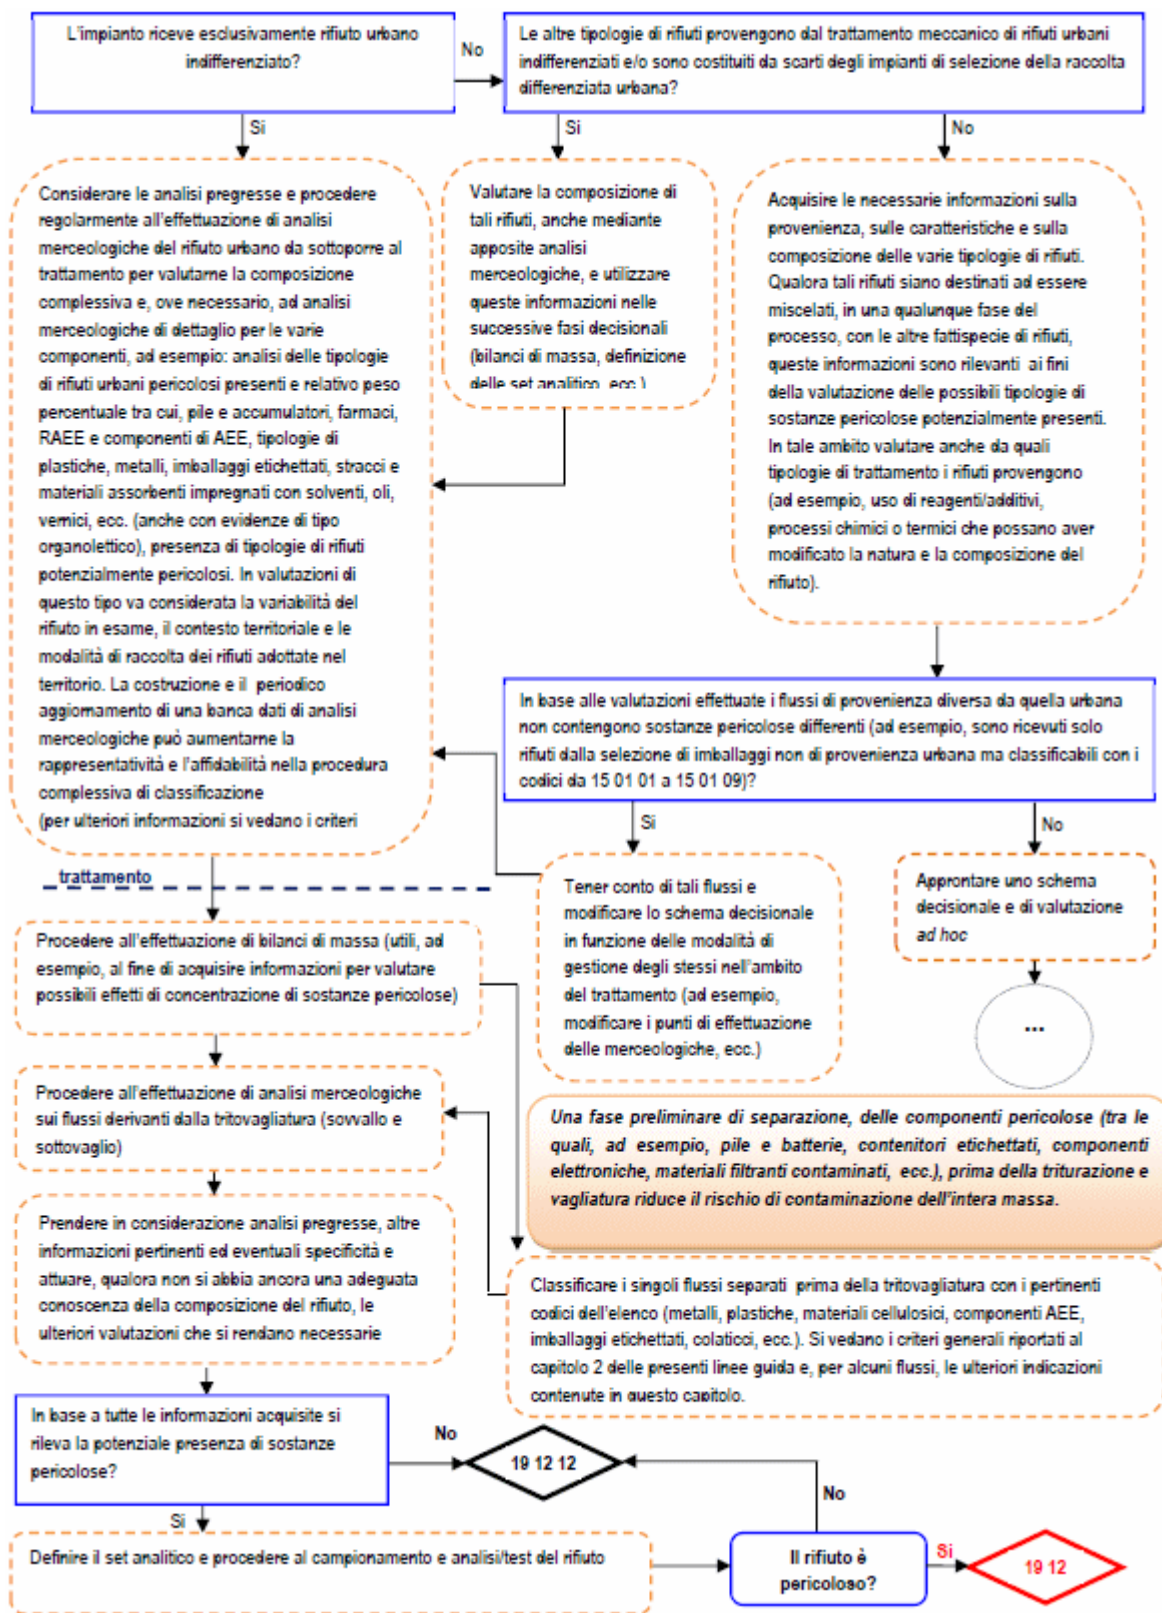 L'impianto riceve esclusivamente rifiuto urbano
indifferenziato?
No
Le altre tipologie di rifiuti provengono dal trattamento meccanico di rifiuti urbani
indifferenziati e/o sono costituiti da scarti degli impianti di selezione della raccolta
differenziata urbana?
Si
Si
No
Considerare le analisi pregresse e procedere
regolarmente all'effettuazione di analisi
merceologiche del rifiuto urbano da sottoporre al
trattamento per valutarne la composizione
complessiva e, ove necessario, ad analisi
merceologiche di dettaglio per le varie
componenti, ad esempio: analisi delle tipologie
di rifiuti urbani pericolosi presenti e relativo peso
percentuale tra cui, pile e accumulatori, farmaci,
RAEE e componenti di AEE, tipologie di
plastiche, metalli, imballaggi etichettati, stracci e
materiali assorbenti impregnati con solventi, oli,
vernici, ecc. (anche con evidenze di tipo
organolettico), presenza di tipologie di rifiuti
potenzialmente pericolosi. In valutazioni di
questo tipo va considerata la variabilità del
rifiuto in esame, il contesto territoriale e le
modalità di raccolta dei rifiuti adottate nel
territorio. La costruzione e il periodico
aggiornamento di una banca dati di analisi
merceologiche può aumentarne la
rappresentatività e l'affidabilità nella procedura
complessiva di classificazione
(per ulteriori informazioni si vedano i criteri
Valutare la composizione di
tali rifiuti, anche mediante
apposite analisi
merceologiche, e utilizzare
queste informazioni nelle
successive fasi decisionali
(bilanci di massa, definizione
delle set analitico, ecc.)
Acquisire le necessarie informazioni sulla
provenienza, sulle caratteristiche e sulla
composizione delle varie tipologie di rifiuti.
Qualora tali rifiuti siano destinati ad essere
miscelati, in una qualunque fase del
processo, con le altre fattispecie di rifiuti,
queste informazioni sono rilevanti ai fini
della valutazione delle possibili tipologie di
sostanze pericolose potenzialmente presenti.
In tale ambito valutare anche da quali
tipologie di trattamento i rifiuti provengono
(ad esempio, uso di reagenti/additivi,
processi chimici o termici che possano aver
modificato la natura e la composizione del
rifiuto).
In base alle valutazioni effettuate i flussi di provenienza diversa da quella urbana
non contengono sostanze pericolose differenti (ad esempio, sono ricevuti solo
rifiuti dalla selezione di imballaggi non di provenienza urbana ma classificabili con i
codici da 15 01 01 a 15 01 09)?
Si
No
trattamento
Tener conto di tali flussi e
modificare lo schema decisionale
in funzione delle modalità di
gestione degli stessi nell'ambito
del trattamento (ad esempio,
modificare i punti di effettuazione
delle merceologiche, ecc.)
Approntare uno schema
decisionale e di valutazione
ad hoc
...
Procedere all'effettuazione di bilanci di massa (utili, ad
esempio, al fine di acquisire informazioni per valutare
possibili effetti di concentrazione di sostanze pericolose)
Procedere all'effettuazione di analisi merceologiche
sui flussi derivanti dalla tritovagliatura (sovvallo e
sottovaglio)
Una fase preliminare di separazione, delle componenti pericolose (tra le
quali, ad esempio, pile e batterie, contenitori etichettati, componenti
elettroniche, materiali filtranti contaminati, ecc.), prima della triturazione e
vagliatura riduce il rischio di contaminazione dell'intera massa.
Prendere in considerazione analisi pregresse, altre
informazioni pertinenti ed eventuali specificità e
attuare, qualora non si abbia ancora una adeguata
conoscenza della composizione del rifiuto, le
ulteriori valutazioni che si rendano necessarie
Classificare i singoli flussi separati prima della tritovagliatura con i pertinenti
codici dell'elenco (metalli, plastiche, materiali cellulosici, componenti AEE,
imballaggi etichettati, colaticci, ecc.). Si vedano i criteri generali riportati al
capitolo 2 delle presenti linee guida e, per alcuni flussi, le ulteriori indicazioni
contenute in questo capitolo.
In base a tutte le informazioni acquisite si
rileva la potenziale presenza di sostanze
pericolose?
No
19 12 12
No
Si
Definire il set analitico e procedere al campionamento e analisi/test del rifiuto
Il rifiuto è
pericoloso?
Si
19 12